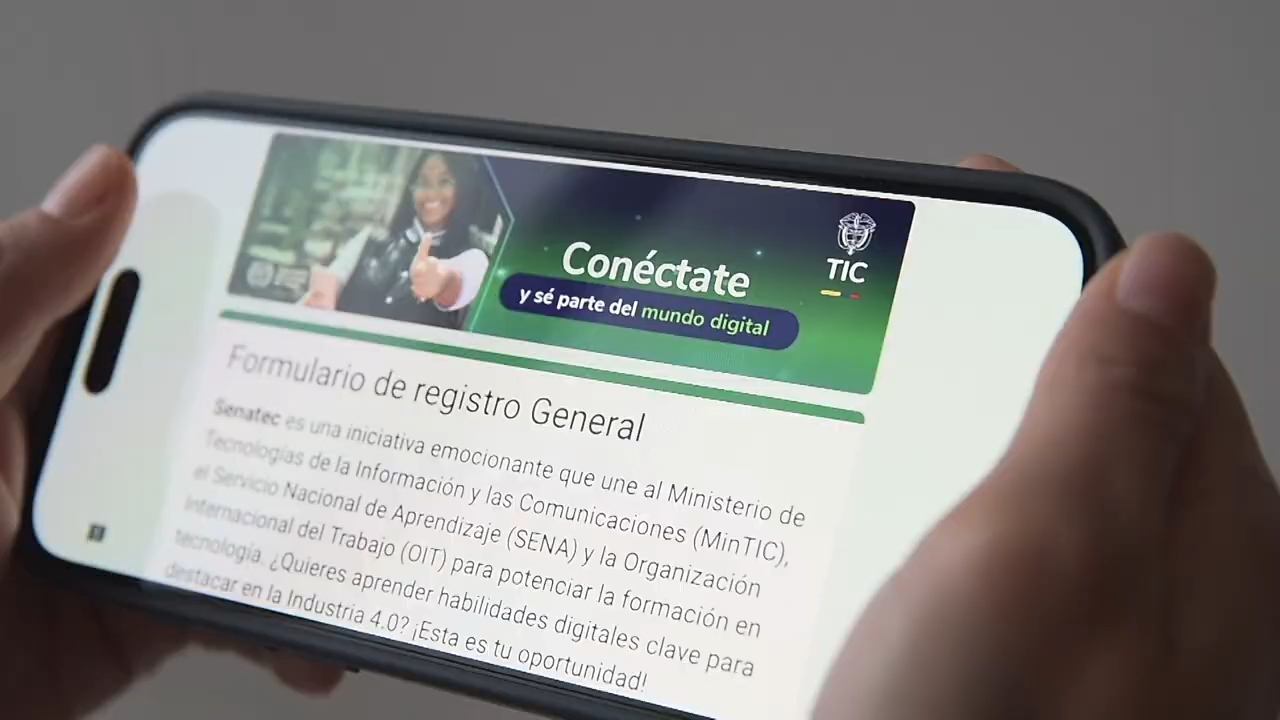 Conéctate
y sé parte del mundo digital
TIC
Formulario de registro General
Senatec es una iniciativa emocionante que une al Ministerio de
Tecnologías de la Información y las Comunicaciones (MinTIC),
el Servicio Nacional de Aprendizaje (SENA) y la Organización
Internacional del Trabajo (OIT) para potenciar la formación en
tecnología. ¿Quieres aprender habilidades digitales clave para
destacar en la Industria 4.0? ¡Esta es tu oportunidad!